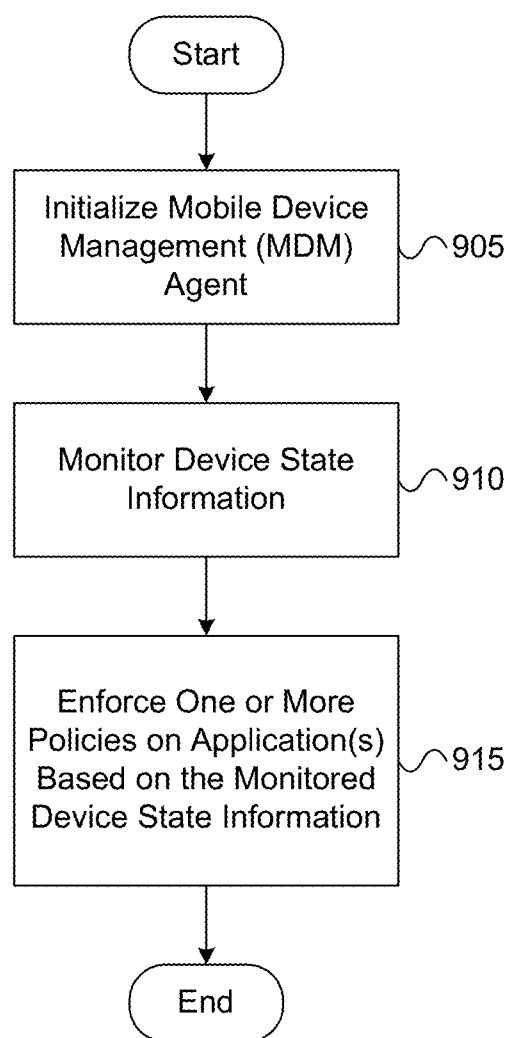 Start
Initialize Mobile Device
Management (MDM)
Agent
905
Monitor Device State
Information
910
Enforce One or More
Policies on Application(s)
Based on the Monitored
Device State Information
915
End